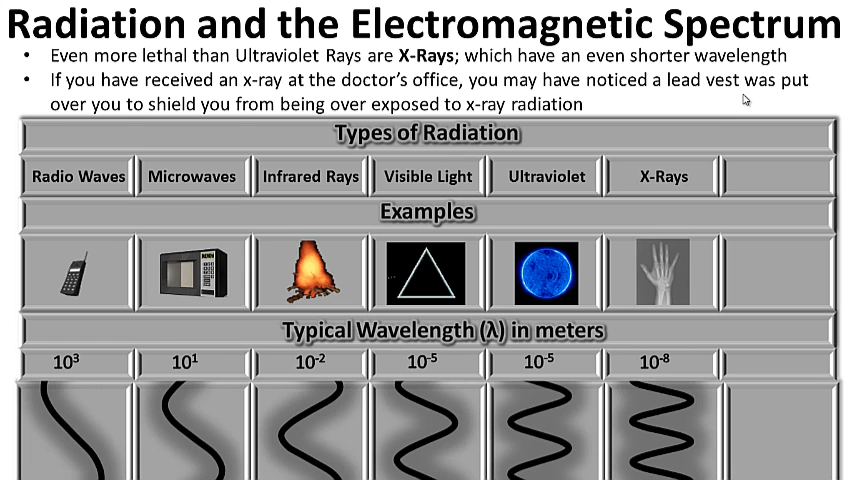 Radiation and the Electromagnetic Spectrum
• Even more lethal than Ultraviolet Rays are X-Rays; which have an even shorter wavelength
• If you have received an x-ray at the doctor's office, you may have noticed a lead vest was put
over you to shield you from being over exposed to x-ray radiation
Types of Radiation
Radio Waves Microwaves Infrared Rays Visible Light Ultraviolet X-Rays
Examples
Typical Wavelength (λ) in meters
10³ 10¹ 10⁻² 10⁻⁵ 10⁻⁵ 10⁻⁸